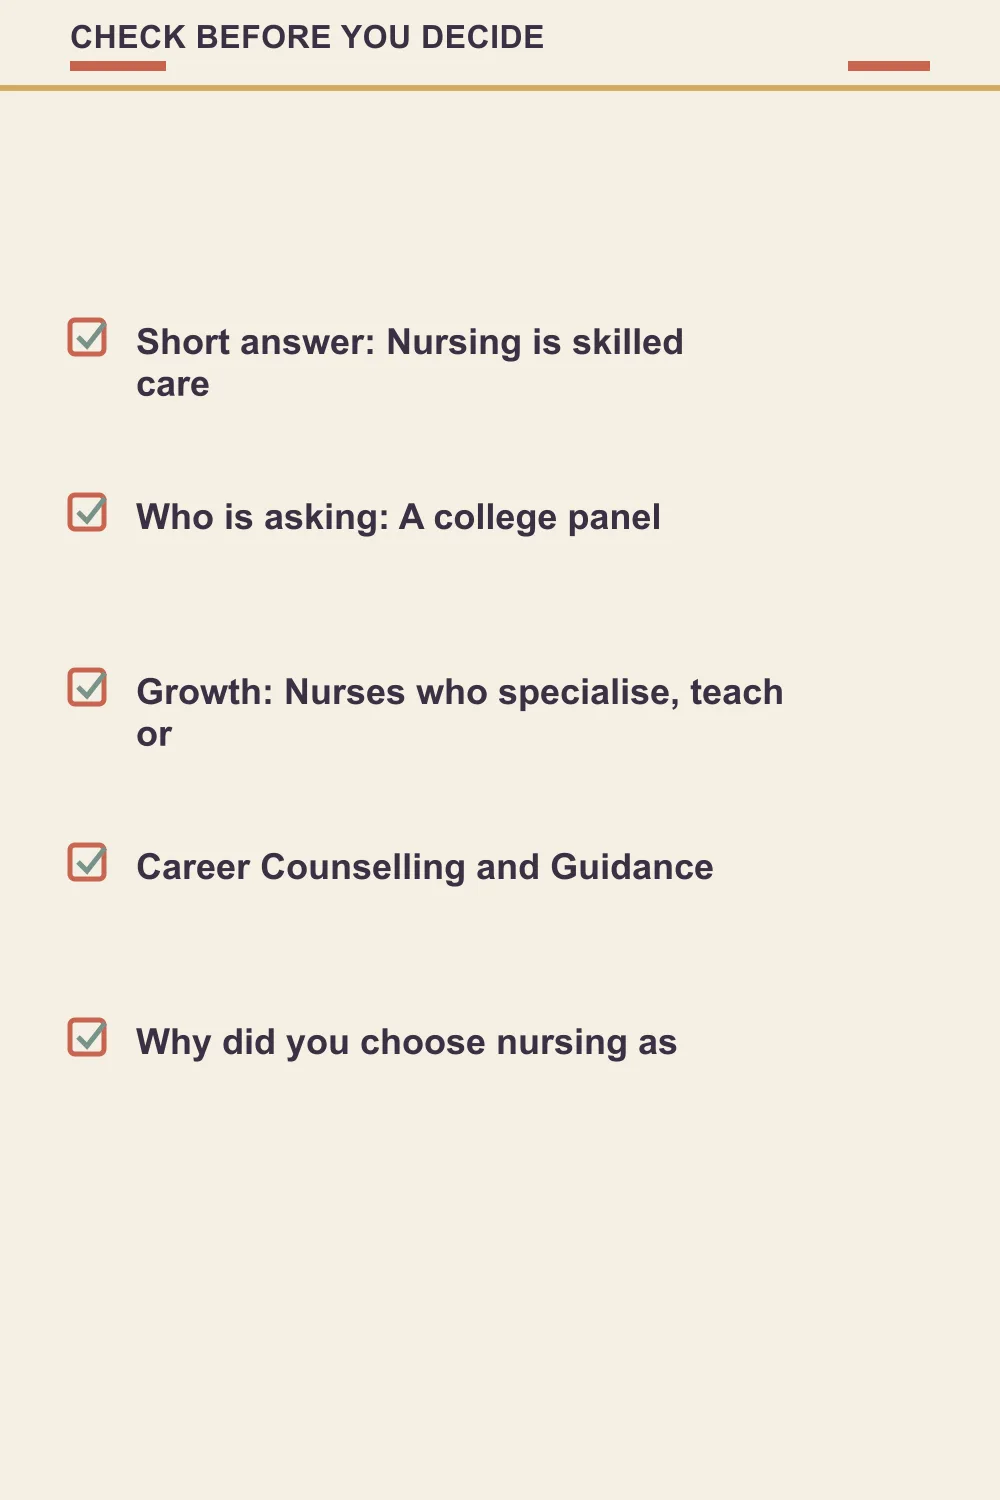 CHECK BEFORE YOU DECIDE
Short answer: Nursing is skilled
care
Who is asking: A college panel
Growth: Nurses who specialise, teach
or
Career Counselling and Guidance
Why did you choose nursing as